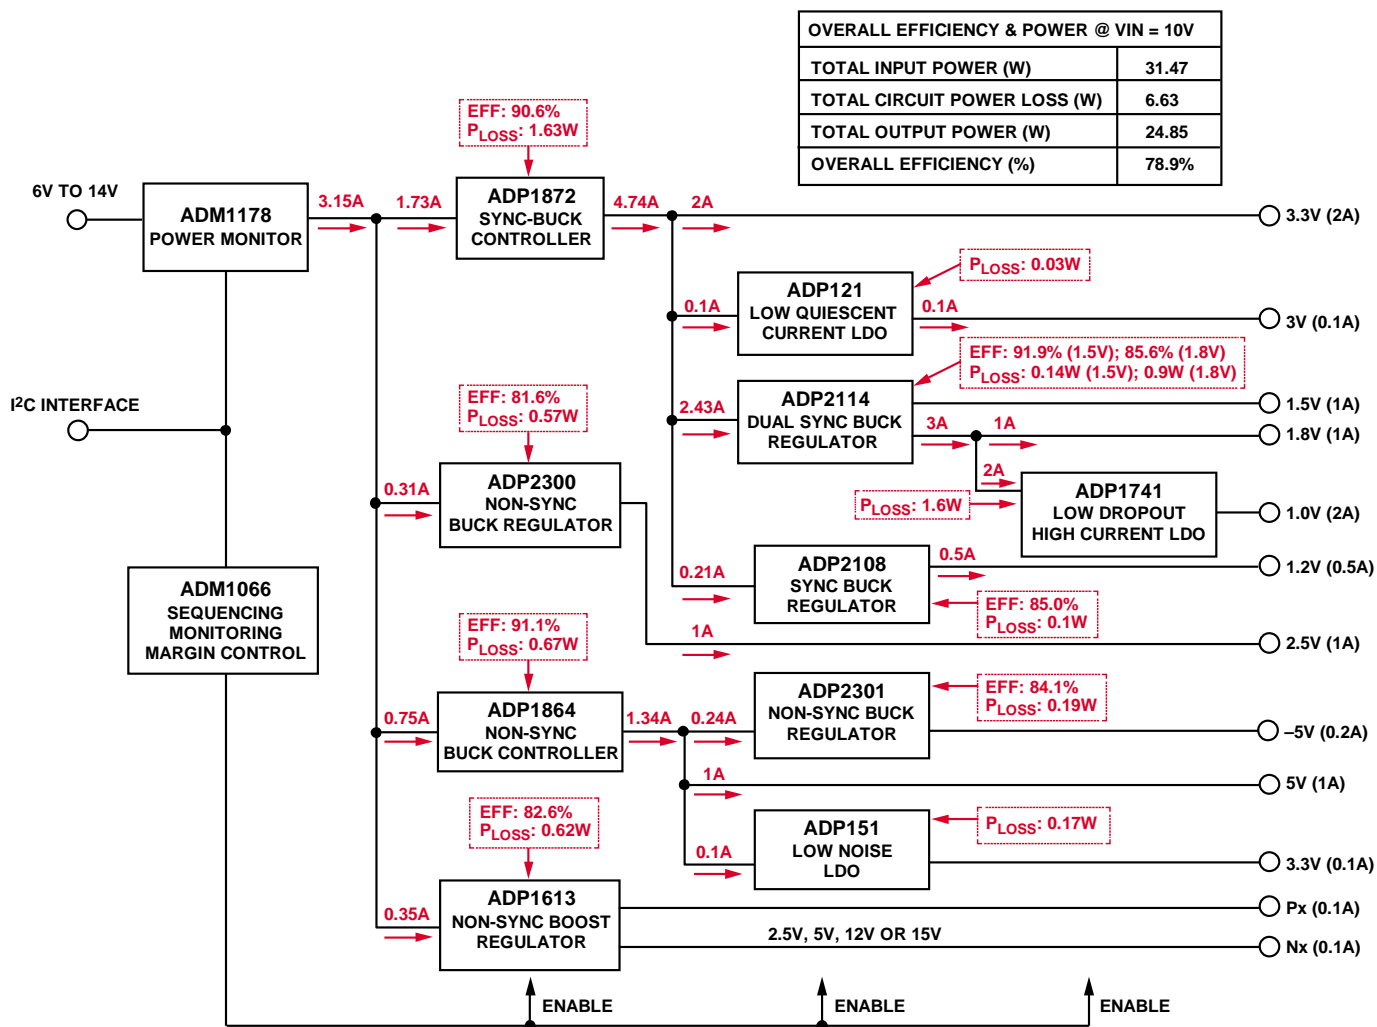 OVERALL EFFICIENCY & POWER @ VIN = 10V
TOTAL INPUT POWER (W) 31.47
TOTAL CIRCUIT POWER LOSS (W) 6.63
TOTAL OUTPUT POWER (W) 24.85
OVERALL EFFICIENCY (%) 78.9%
EFF: 90.6%
PLOSS: 1.63W
6V TO 14V
ADM1178
POWER MONITOR
3.15A
1.73A
ADP1872
SYNC-BUCK
CONTROLLER
4.74A
2A
3.3V (2A)
PLOSS: 0.03W
0.1A
ADP121
LOW QUIESCENT
CURRENT LDO
0.1A
3V (0.1A)
EFF: 91.9% (1.5V); 85.6% (1.8V)
PLOSS: 0.14W (1.5V); 0.9W (1.8V)
I2C INTERFACE
EFF: 81.6%
PLOSS: 0.57W
2.43A
ADP2114
DUAL SYNC BUCK
REGULATOR
1.5V (1A)
3A
1A
1.8V (1A)
2A
0.31A
ADP2300
NON-SYNC
BUCK REGULATOR
PLOSS: 1.6W
ADP1741
LOW DROPOUT
HIGH CURRENT LDO
1.0V (2A)
0.21A
ADP2108
SYNC BUCK
REGULATOR
0.5A
1.2V (0.5A)
EFF: 85.0%
PLOSS: 0.1W
ADM1066
SEQUENCING
MONITORING
MARGIN CONTROL
EFF: 91.1%
PLOSS: 0.67W
1A
2.5V (1A)
0.75A
ADP1864
NON-SYNC
BUCK CONTROLLER
1.34A
0.24A
ADP2301
NON-SYNC BUCK
REGULATOR
EFF: 84.1%
PLOSS: 0.19W
–5V (0.2A)
1A
5V (1A)
EFF: 82.6%
PLOSS: 0.62W
0.1A
ADP151
LOW NOISE
LDO
PLOSS: 0.17W
3.3V (0.1A)
0.35A
ADP1613
NON-SYNC BOOST
REGULATOR
Px (0.1A)
2.5V, 5V, 12V OR 15V
Nx (0.1A)
ENABLE
ENABLE
ENABLE